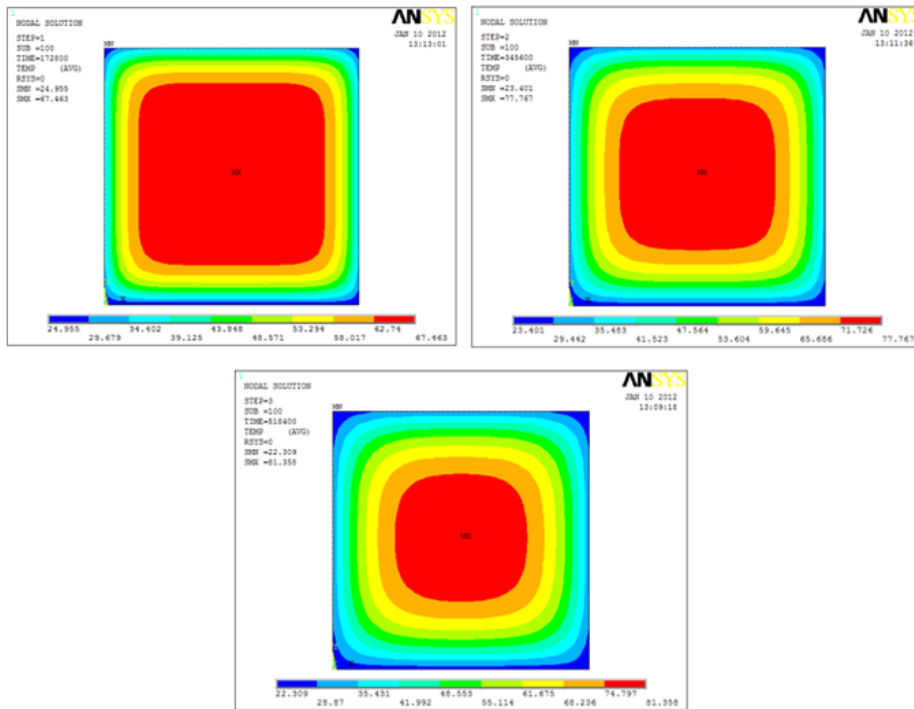 1
NODAL SOLUTION
STEP=1
SUB =100
TIME=172800
TEMP (AVG)
RSYS=0
SMN =24.955
SMX =67.463
ANSYS
JAN 10 2012
13:13:01
MN
MX
X
24.955 34.402 43.848 53.294 62.74
29.679 39.125 48.571 58.017 67.463
1
NODAL SOLUTION
STEP=2
SUB =100
TIME=345600
TEMP (AVG)
RSYS=0
SMN =23.401
SMX =77.767
ANSYS
JAN 10 2012
13:11:36
MN
MX
X
23.401 35.483 47.564 59.645 71.726
29.442 41.523 53.604 65.686 77.767
1
NODAL SOLUTION
STEP=3
SUB =100
TIME=518400
TEMP (AVG)
RSYS=0
SMN =22.309
SMX =81.358
ANSYS
JAN 10 2012
13:09:18
MN
MX
X
22.309 35.431 48.553 61.675 74.797
28.87 41.992 55.114 68.236 81.358